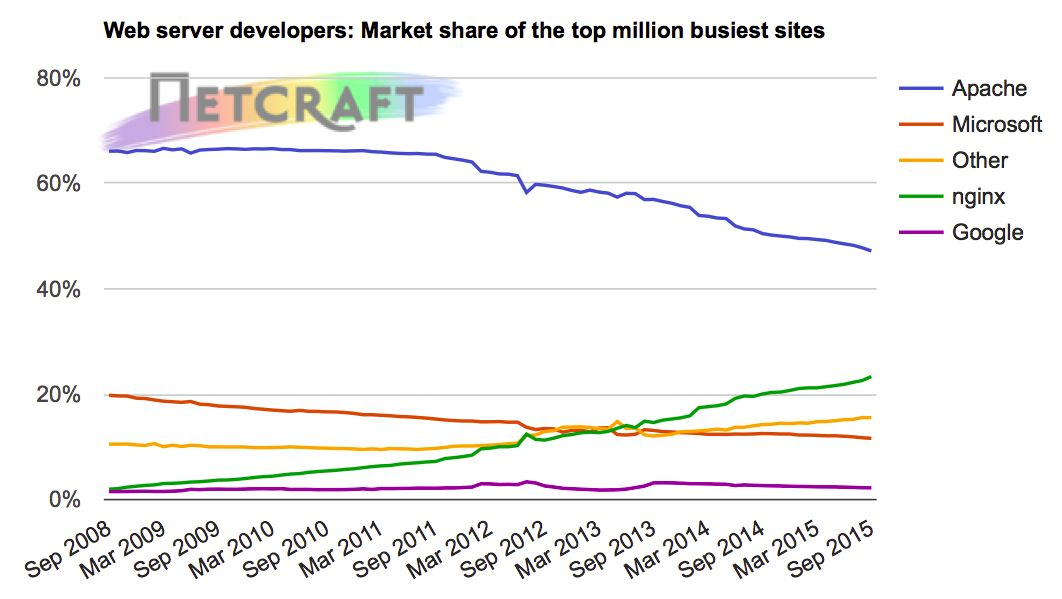 Web server developers: Market share of the top million busiest sites
NETCRAFT
80%
60%
40%
20%
0%
Apache
Microsoft
Other
nginx
Google
Sep 2008
Mar 2009
Sep 2009
Mar 2010
Sep 2010
Mar 2011
Sep 2011
Mar 2012
Sep 2012
Mar 2013
Sep 2013
Mar 2014
Sep 2014
Mar 2015
Sep 2015